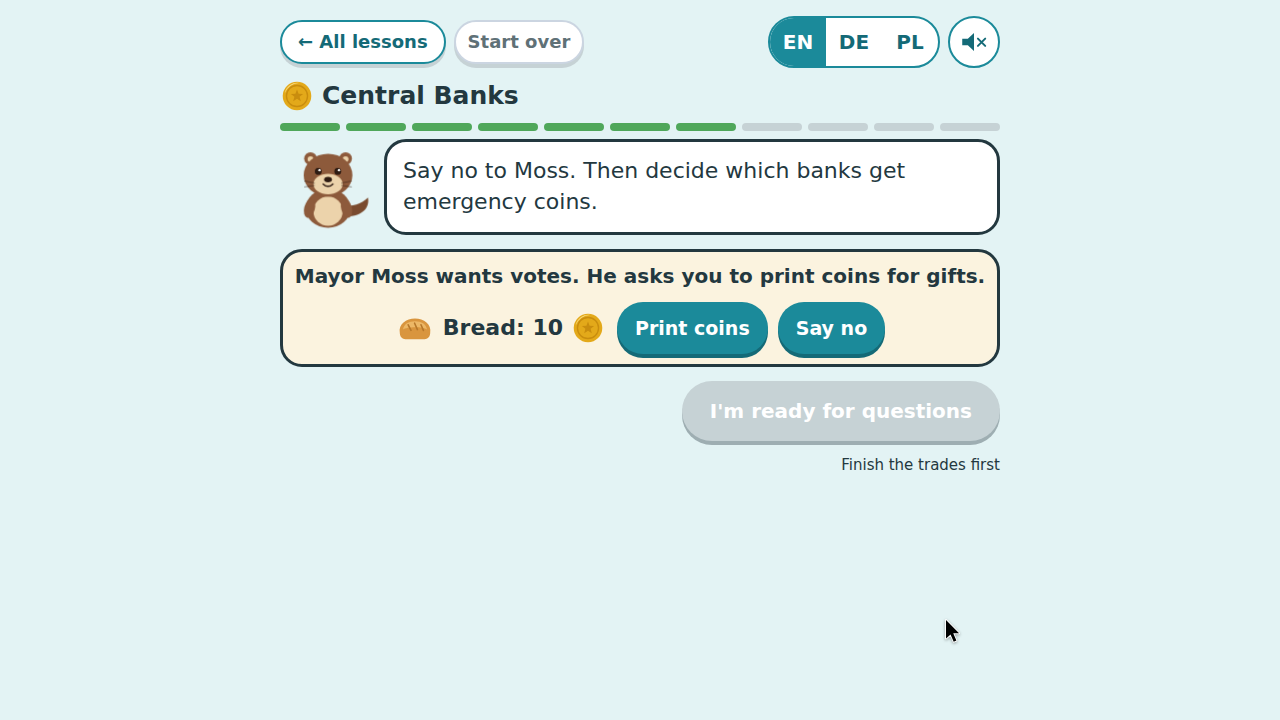 ← All lessons
Start over
EN
DE
PL
Central Banks
Say no to Moss. Then decide which banks get
emergency coins.
Mayor Moss wants votes. He asks you to print coins for gifts.
Bread: 10
Print coins
Say no
I'm ready for questions
Finish the trades first